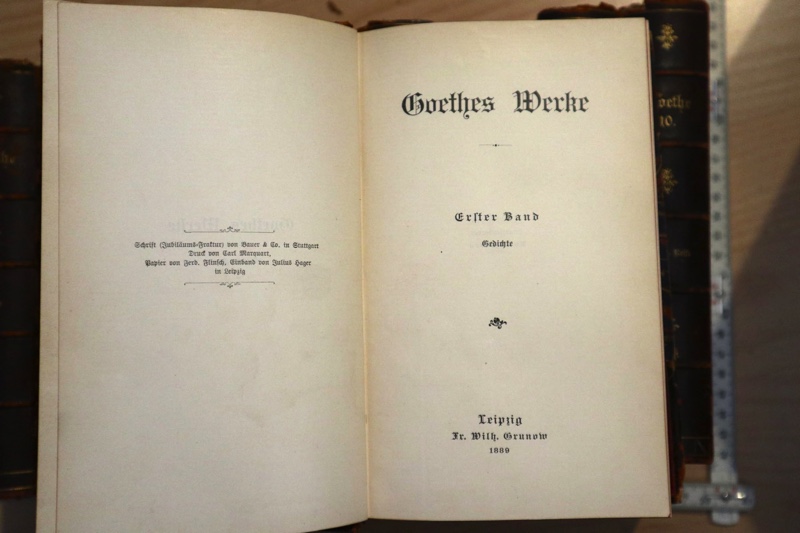 Schrift (Jubiläums-Fraktur) von Bauer & Co. in Stuttgart
Druck von Carl Marquart,
Papier von Ferd. Flinsch, Einband von Julius Hager
in Leipzig
Goethes Werke
Erster Band
Gedichte
Leipzig
Fr. Wilh. Grunow
1889
10.